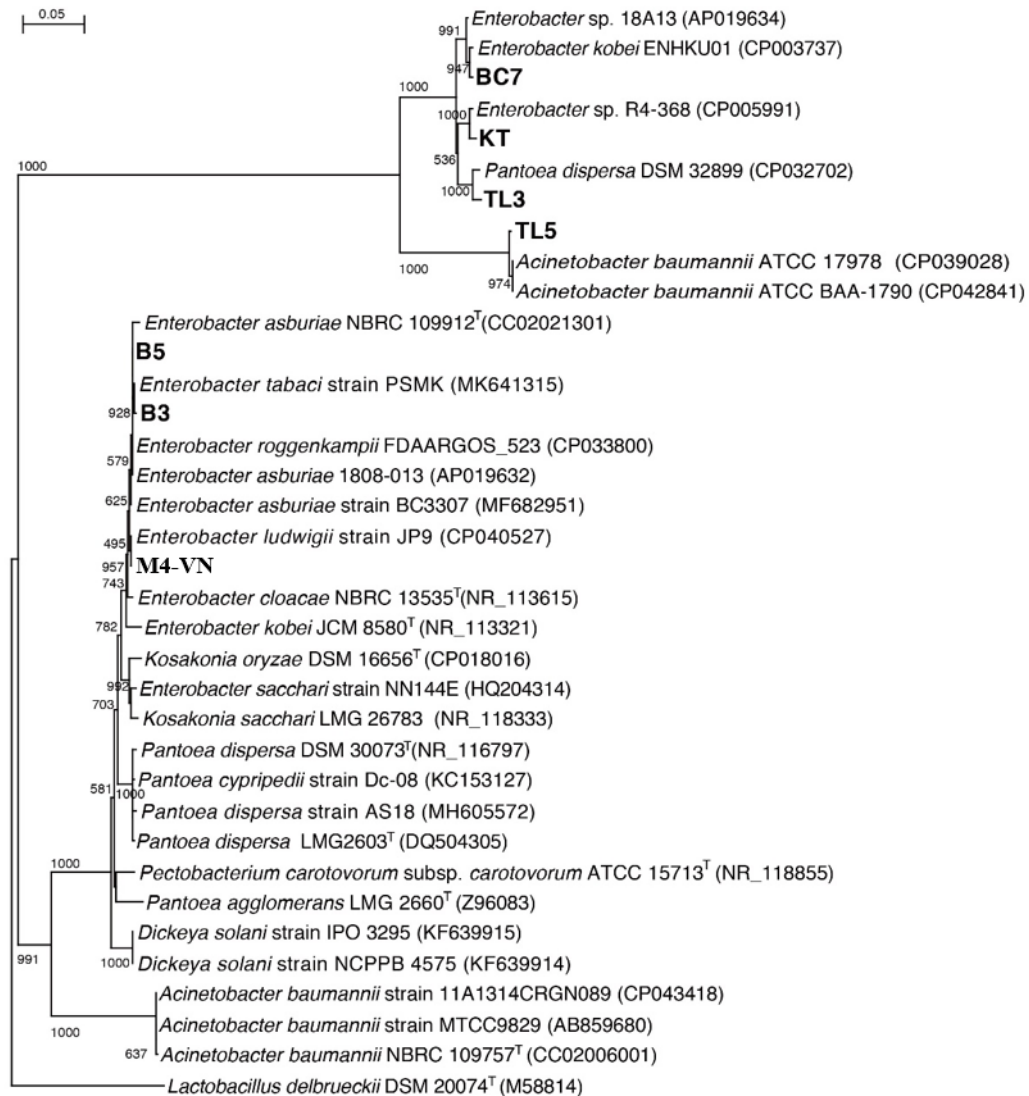 0.05
Enterobacter sp. 18A13 (AP019634)
991
Enterobacter kobei ENHKU01 (CP003737)
947
BC7
1000
Enterobacter sp. R4-368 (CP005991)
1000
KT
536
1000
Pantoea dispersa DSM 32899 (CP032702)
1000
TL3
TL5
1000
Acinetobacter baumannii ATCC 17978 (CP039028)
974
Acinetobacter baumannii ATCC BAA-1790 (CP042841)
Enterobacter asburiae NBRC 109912ᵀ(CC02021301)
B5
Enterobacter tabaci strain PSMK (MK641315)
928
B3
Enterobacter roggenkampii FDAARGOS_523 (CP033800)
579
Enterobacter asburiae 1808-013 (AP019632)
625
Enterobacter asburiae strain BC3307 (MF682951)
495
Enterobacter ludwigii strain JP9 (CP040527)
957
M4-VN
743
Enterobacter cloacae NBRC 13535ᵀ(NR_113615)
782
Enterobacter kobei JCM 8580ᵀ(NR_113321)
Kosakonia oryzae DSM 16656ᵀ(CP018016)
992
Enterobacter sacchari strain NN144E (HQ204314)
703
Kosakonia sacchari LMG 26783 (NR_118333)
Pantoea dispersa DSM 30073ᵀ(NR_116797)
581
1000
Pantoea cypripedii strain Dc-08 (KC153127)
Pantoea dispersa strain AS18 (MH605572)
Pantoea dispersa LMG2603ᵀ(DQ504305)
1000
Pectobacterium carotovorum subsp. carotovorum ATCC 15713ᵀ (NR_118855)
Pantoea agglomerans LMG 2660ᵀ(Z96083)
Dickeya solani strain IPO 3295 (KF639915)
991
1000
Dickeya solani strain NCPPB 4575 (KF639914)
Acinetobacter baumannii strain 11A1314CRGN089 (CP043418)
1000
Acinetobacter baumannii strain MTCC9829 (AB859680)
637
Acinetobacter baumannii NBRC 109757ᵀ(CC02006001)
Lactobacillus delbrueckii DSM 20074ᵀ(M58814)